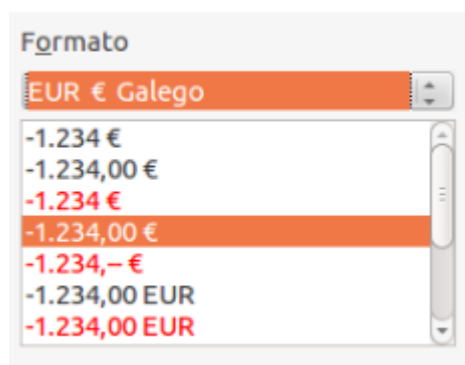 Formato
EUR € Galego
-1.234 €
-1.234,00 €
-1.234 €
-1.234,00 €
-1.234,-- €
-1.234,00 EUR
-1.234,00 EUR